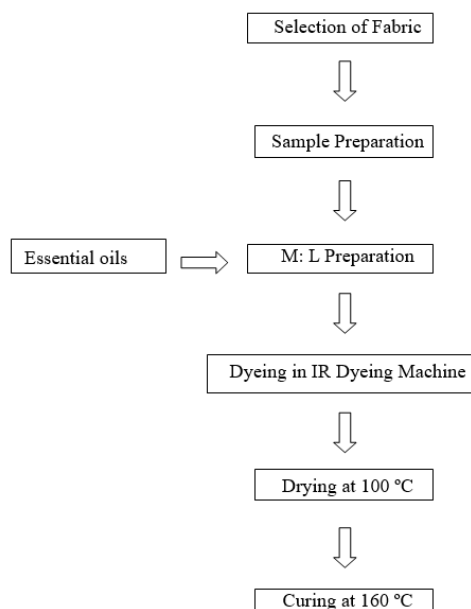 Selection of Fabric
Sample Preparation
Essential oils
M: L Preparation
Dyeing in IR Dyeing Machine
Drying at 100 ºC
Curing at 160 ºC